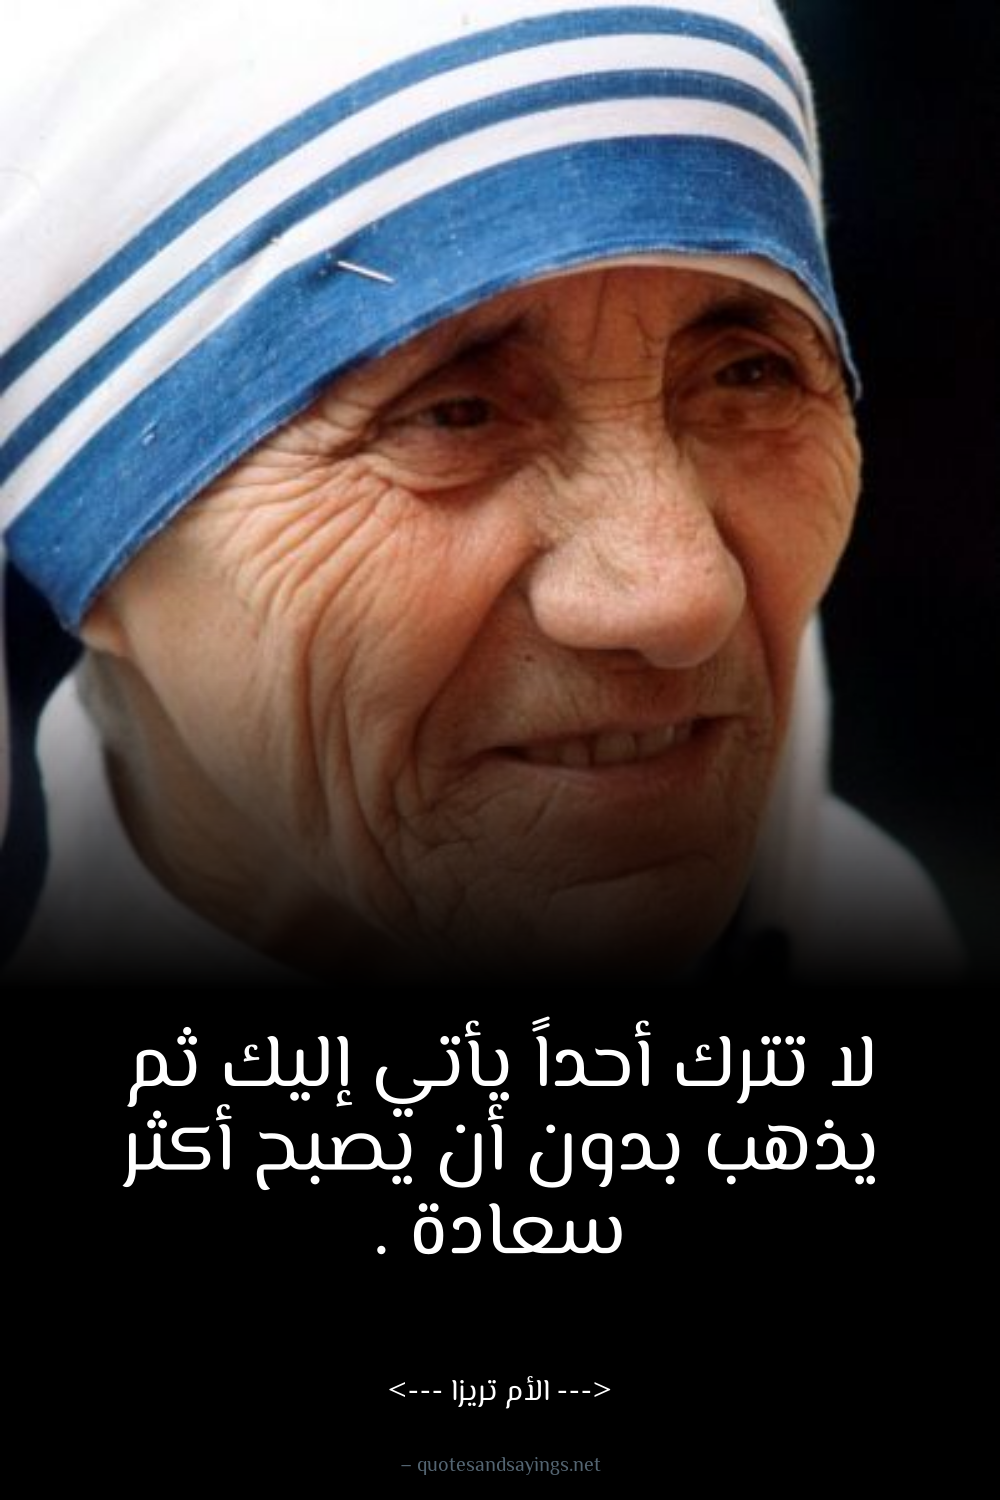 لا تترك أحداً يأتي إليك ثم
يذهب بدون أن يصبح أكثر
سعادة .
<--- الأم تريزا --->
– quotesandsayings.net